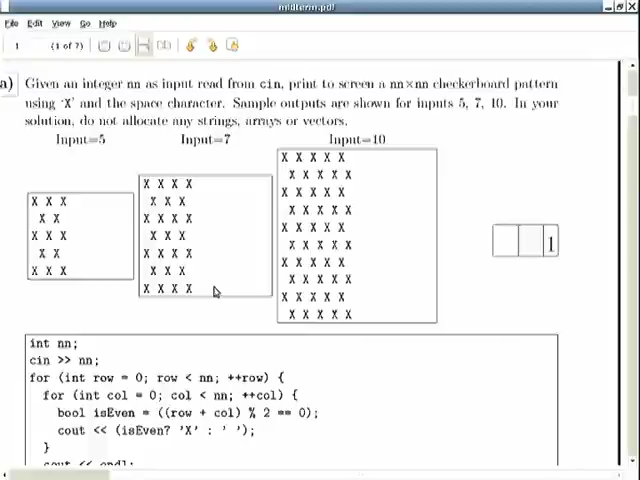 midterm.pdf
File Edit View Go Help
1 (1 of 7)
a) Given an integer nn as input read from cin, print to screen a nn×nn checkerboard pattern
using 'X' and the space character. Sample outputs are shown for inputs 5, 7, 10. In your
solution, do not allocate any strings, arrays or vectors.
Input=5 Input=7 Input=10
X X X
 X X
X X X
 X X
X X X
X X X X
 X X X
X X X X
 X X X
X X X X
 X X X
X X X X
X X X X X
 X X X X X
X X X X X
 X X X X X
X X X X X
 X X X X X
X X X X X
 X X X X X
X X X X X
 X X X X X
1
int nn;
cin >> nn;
for (int row = 0; row < nn; ++row) {
for (int col = 0; col < nn; ++col) {
bool isEven = ((row + col) % 2 == 0);
cout << (isEven? 'X' : ' ');
}
cout << endl;